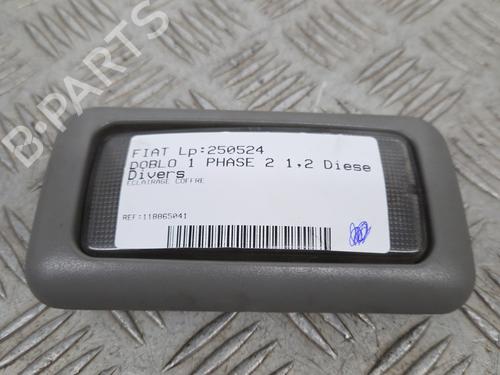 B-PARTS
FIAT Lp:250524
DOBLO 1 PHASE 2 1.2 Diese
Divers
ECLAIRAGE COFFRE
REF:118865041